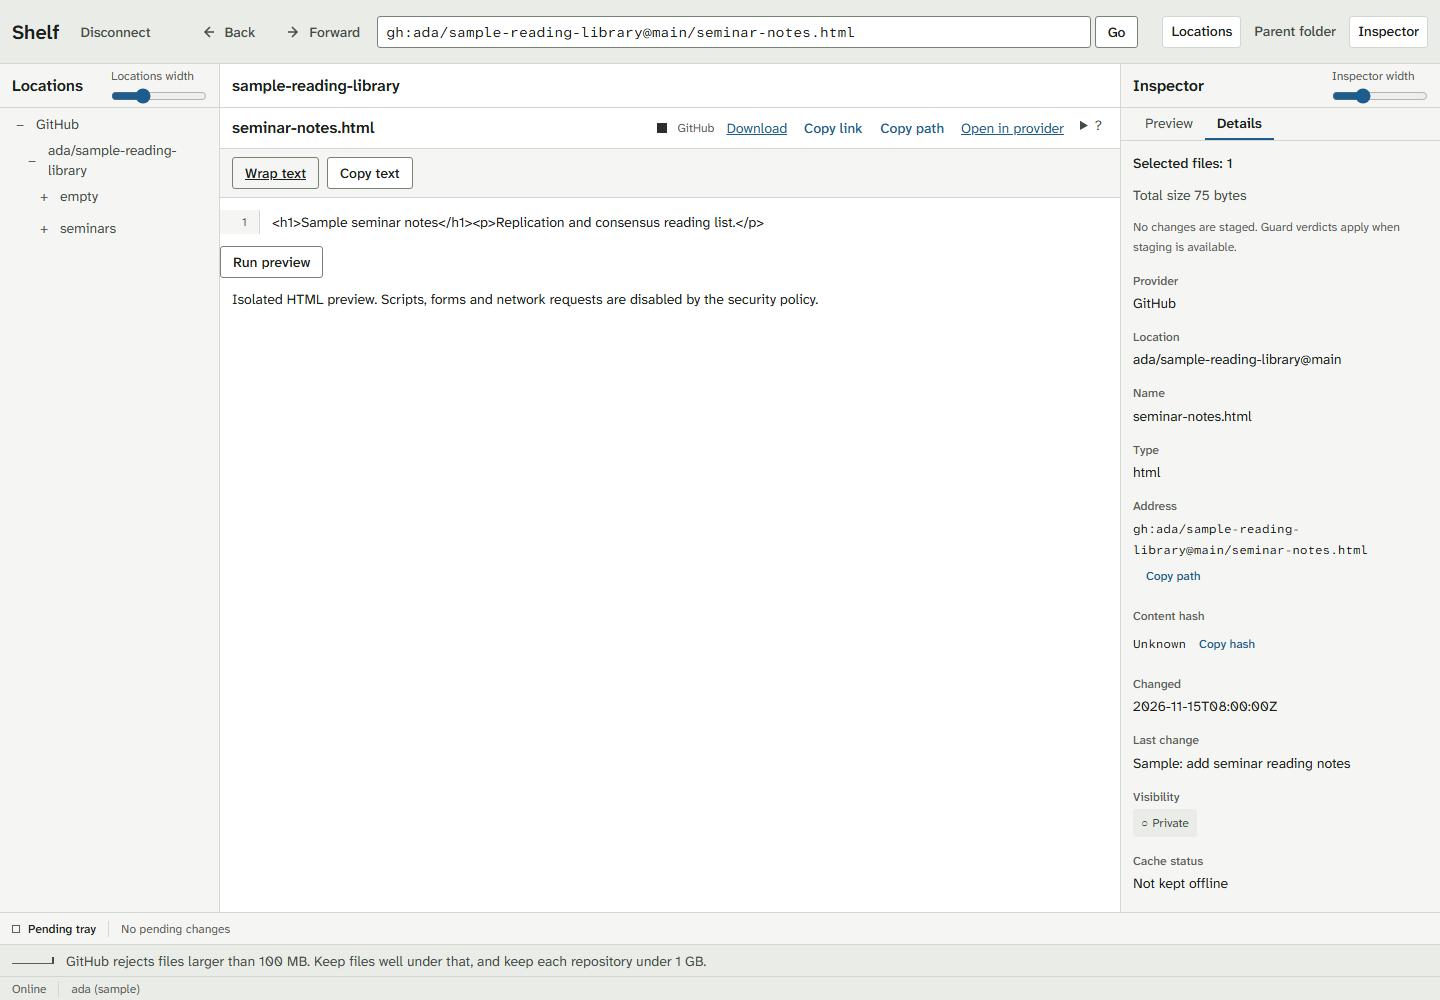 Shelf
Disconnect
Back
Forward
gh:ada/sample-reading-library@main/seminar-notes.html
Go
Locations
Parent folder
Inspector
Locations
Locations width
– GitHub
– ada/sample-reading-
library
+ empty
+ seminars
sample-reading-library
seminar-notes.html
GitHub
Download
Copy link
Copy path
Open in provider
?
Wrap text
Copy text
1
<h1>Sample seminar notes</h1><p>Replication and consensus reading list.</p>
Run preview
Isolated HTML preview. Scripts, forms and network requests are disabled by the security policy.
Inspector
Inspector width
Preview
Details
Selected files: 1
Total size 75 bytes
No changes are staged. Guard verdicts apply when
staging is available.
Provider
GitHub
Location
ada/sample-reading-library@main
Name
seminar-notes.html
Type
html
Address
gh:ada/sample-reading-
library@main/seminar-notes.html
Copy path
Content hash
Unknown
Copy hash
Changed
2026-11-15T08:00:00Z
Last change
Sample: add seminar reading notes
Visibility
Private
Cache status
Not kept offline
Pending tray
No pending changes
GitHub rejects files larger than 100 MB. Keep files well under that, and keep each repository under 1 GB.
Online
ada (sample)